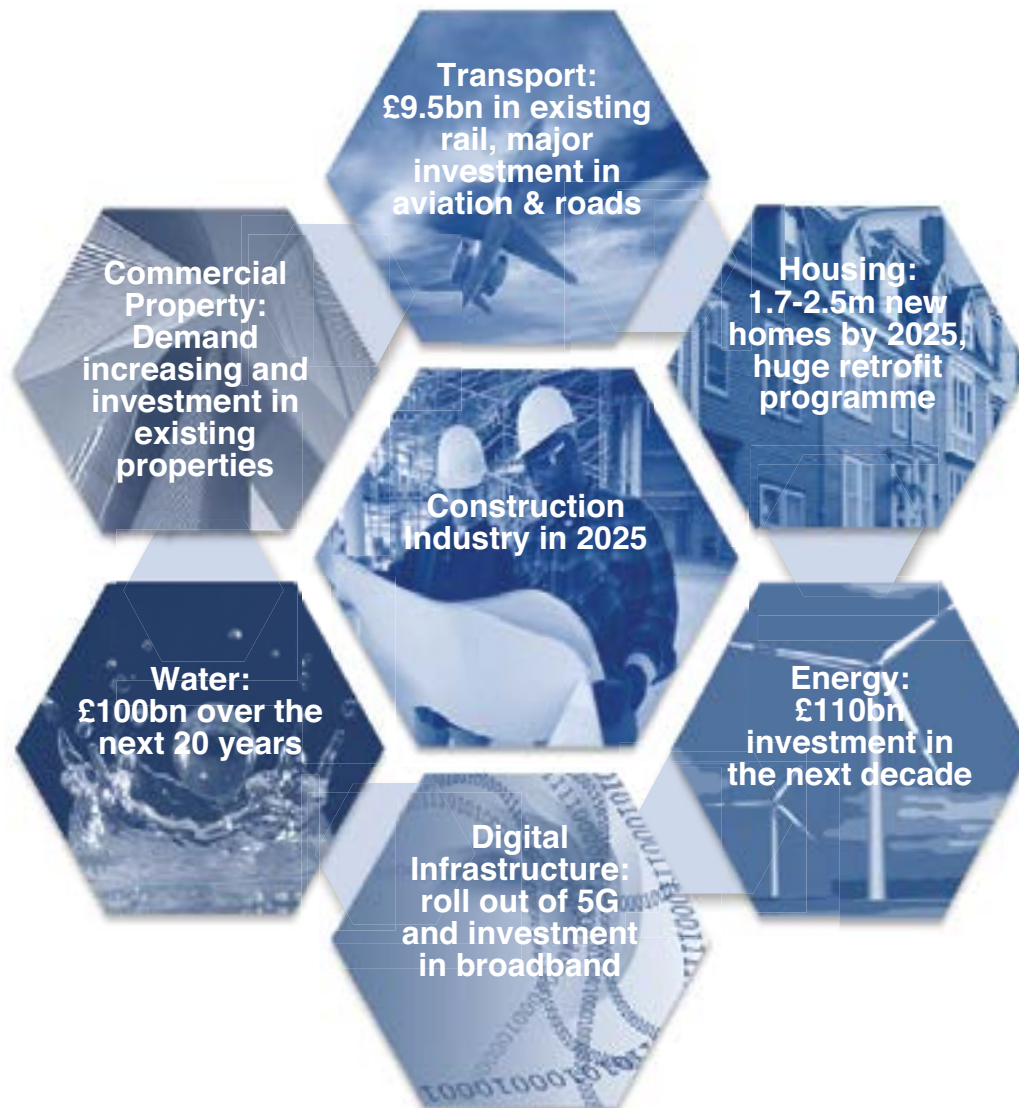 Transport:
£9.5bn in existing
rail, major
investment in
aviation & roads
Commercial
Property:
Demand
increasing and
investment in
existing
properties
Housing:
1.7-2.5m new
homes by 2025,
huge retrofit
programme
Construction
Industry in 2025
Water:
£100bn over the
next 20 years
Energy:
£110bn
investment in
the next decade
Digital
Infrastructure:
roll out of 5G
and investment
in broadband